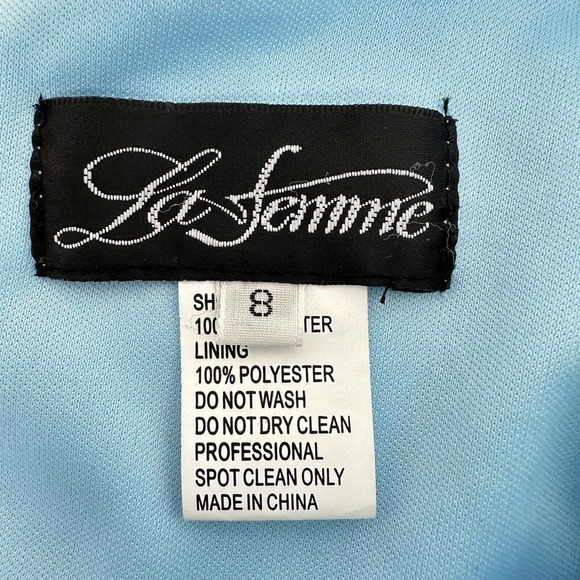 La Femme
8
SH
100 TER
LINING
100% POLYESTER
DO NOT WASH
DO NOT DRY CLEAN
PROFESSIONAL
SPOT CLEAN ONLY
MADE IN CHINA